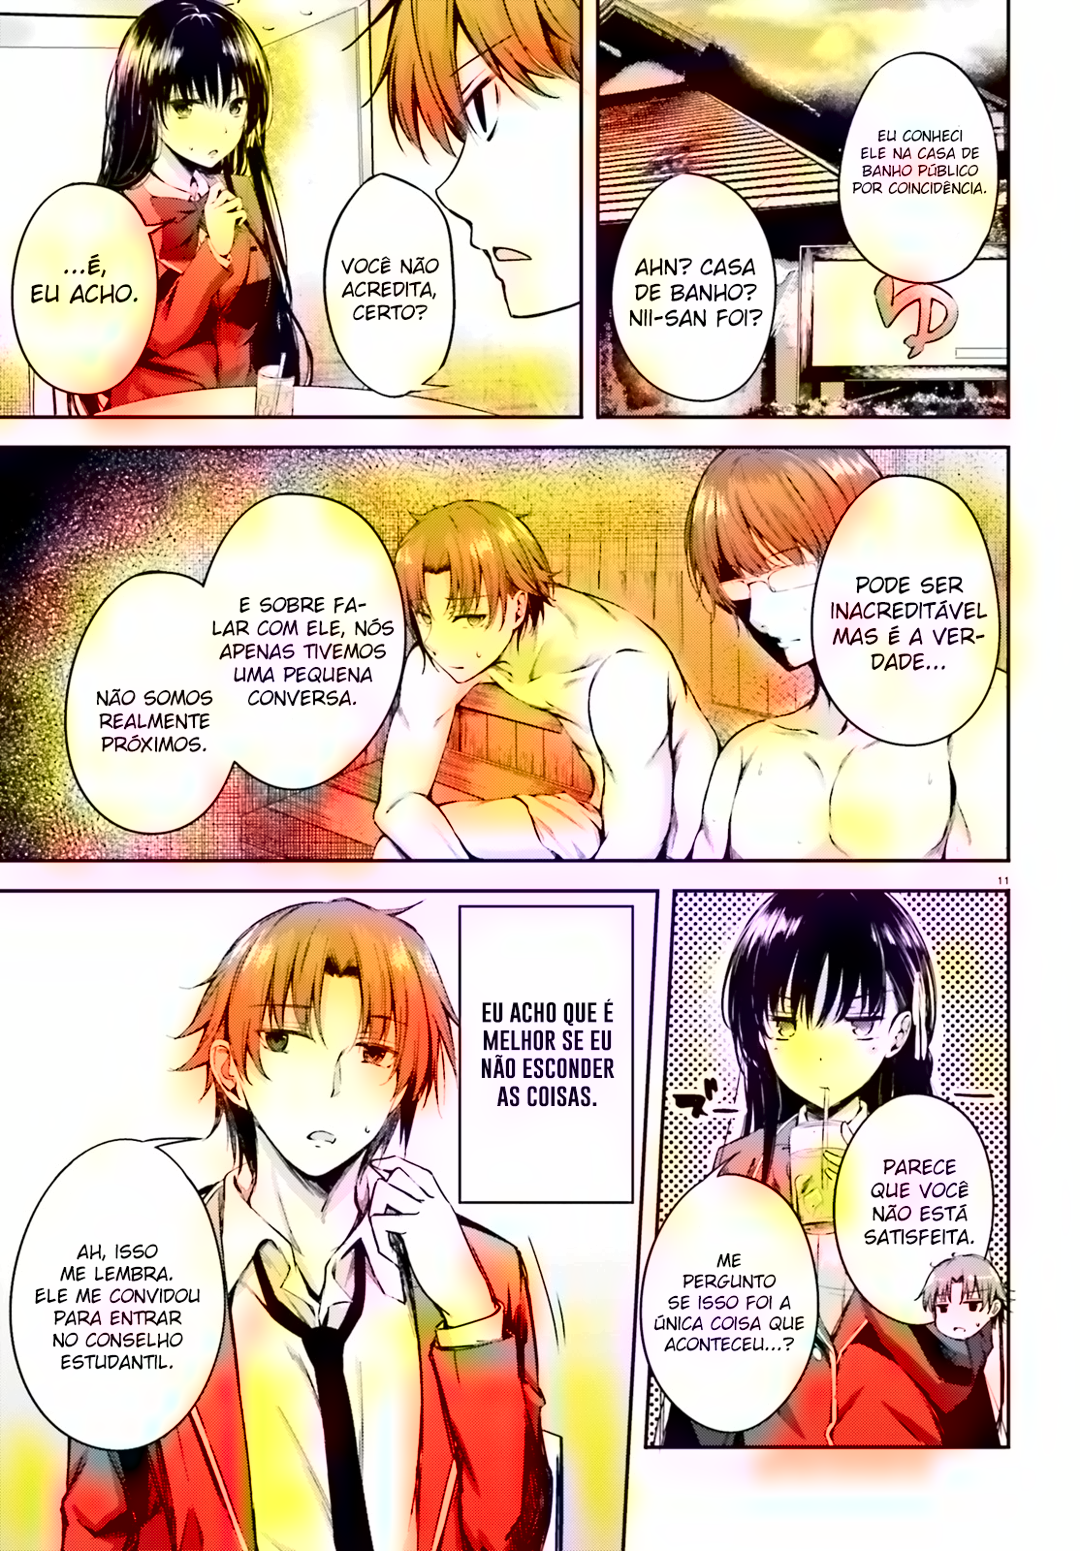 EU CONHECI
ELE NA CASA DE
BANHO PÚBLICO
POR COINCIDÊNCIA.
AHN? CASA
DE BANHO?
NII-SAN FOI?
ゆ
VOCÊ NÃO
ACREDITA,
CERTO?
...É,
EU ACHO.
PODE SER
INACREDITÁVEL
MAS É A VER-
DADE...
E SOBRE FA-
LAR COM ELE, NÓS
APENAS TIVEMOS
UMA PEQUENA
CONVERSA.
NÃO SOMOS
REALMENTE
PRÓXIMOS.
11
PARECE
QUE VOCÊ
NÃO ESTÁ
SATISFEITA.
ズー
ME
PERGUNTO
SE ISSO FOI A
ÚNICA COISA QUE
ACONTECEU...?
EU ACHO QUE É
MELHOR SE EU
NÃO ESCONDER
AS COISAS.
AH, ISSO
ME LEMBRA.
ELE ME CONVIDOU
PARA ENTRAR
NO CONSELHO
ESTUDANTIL.